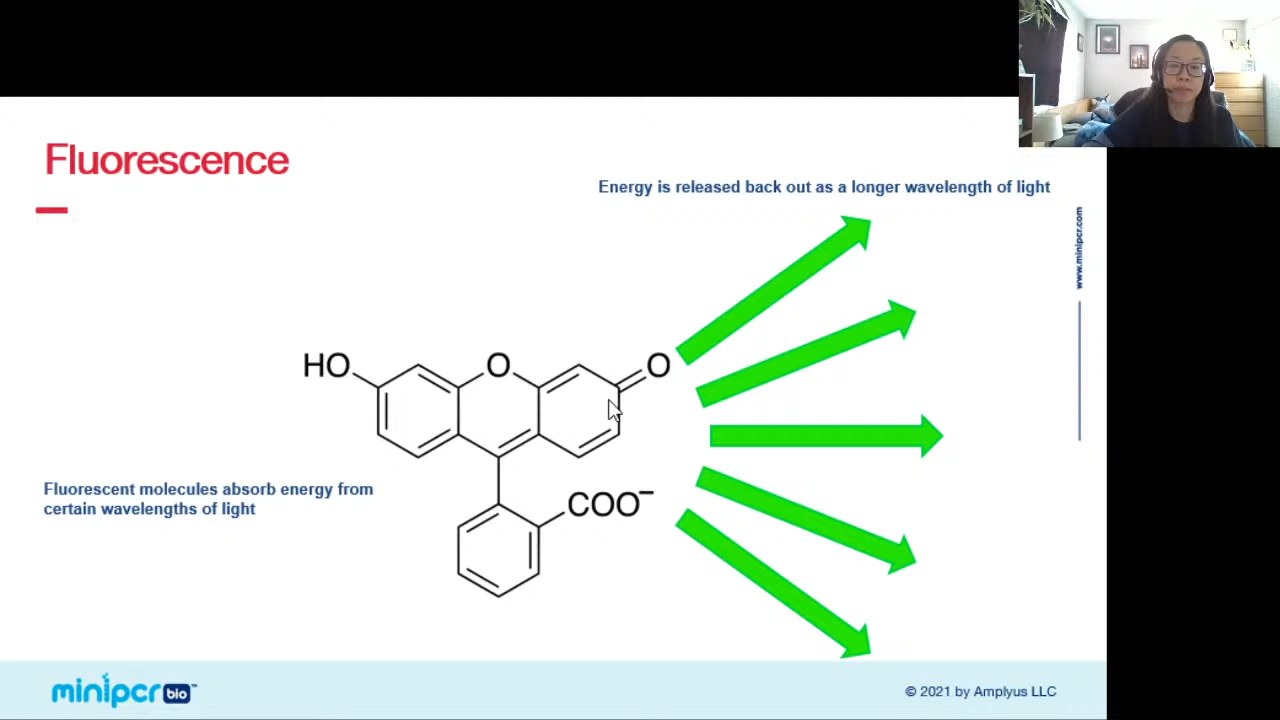 Fluorescence
Energy is released back out as a longer wavelength of light
www.minipcr.com
HO
O
O
COO⁻
Fluorescent molecules absorb energy from
certain wavelengths of light
minipcr bio™
© 2021 by Amplyus LLC